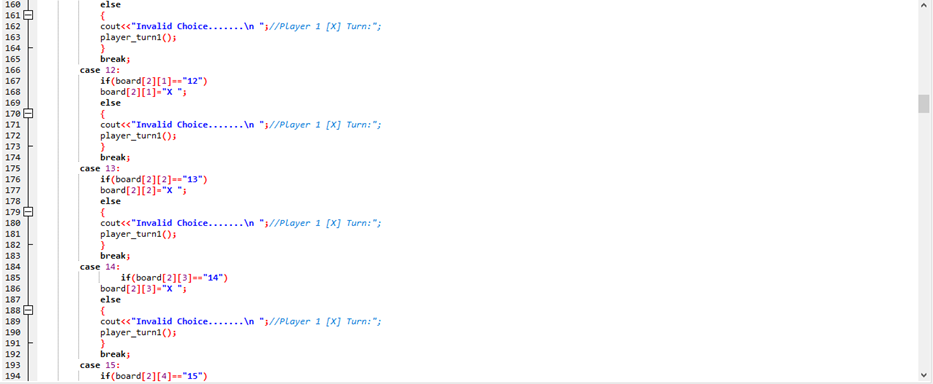 160 else
161 {
162 cout<<"Invalid Choice.......\n ";//Player 1 [X] Turn:";
163 player_turn1();
164 }
165 break;
166 case 12:
167 if(board[2][1]=="12")
168 board[2][1]="X ";
169 else
170 {
171 cout<<"Invalid Choice.......\n ";//Player 1 [X] Turn:";
172 player_turn1();
173 }
174 break;
175 case 13:
176 if(board[2][2]=="13")
177 board[2][2]="X ";
178 else
179 {
180 cout<<"Invalid Choice.......\n ";//Player 1 [X] Turn:";
181 player_turn1();
182 }
183 break;
184 case 14:
185 if(board[2][3]=="14")
186 board[2][3]="X ";
187 else
188 {
189 cout<<"Invalid Choice.......\n ";//Player 1 [X] Turn:";
190 player_turn1();
191 }
192 break;
193 case 15:
194 if(board[2][4]=="15")